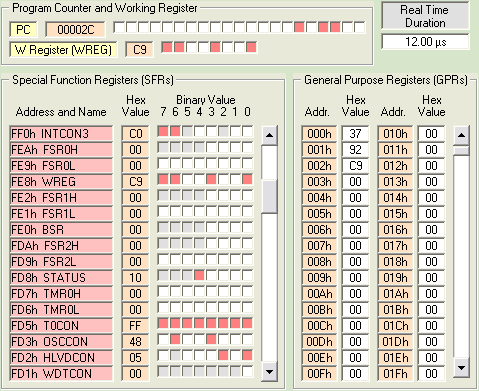 Program Counter and Working Register
PC 00002C
W Register (WREG) C9
Real Time
Duration
12.00 µs
Special Function Registers (SFRs)
Address and Name Hex Value Binary Value
7 6 5 4 3 2 1 0
FF0h INTCON3 C0
FEAh FSR0H 00
FE9h FSR0L 00
FE8h WREG C9
FE2h FSR1H 00
FE1h FSR1L 00
FE0h BSR 00
FDAh FSR2H 00
FD9h FSR2L 00
FD8h STATUS 10
FD7h TMR0H 00
FD6h TMR0L 00
FD5h T0CON FF
FD3h OSCCON 48
FD2h HLVDCON 05
FD1h WDTCON 00
General Purpose Registers (GPRs)
Addr. Hex Value Addr. Hex Value
000h 37 010h 00
001h 92 011h 00
002h C9 012h 00
003h 00 013h 00
004h 00 014h 00
005h 00 015h 00
006h 00 016h 00
007h 00 017h 00
008h 00 018h 00
009h 00 019h 00
00Ah 00 01Ah 00
00Bh 00 01Bh 00
00Ch 00 01Ch 00
00Dh 00 01Dh 00
00Eh 00 01Eh 00
00Fh 00 01Fh 00